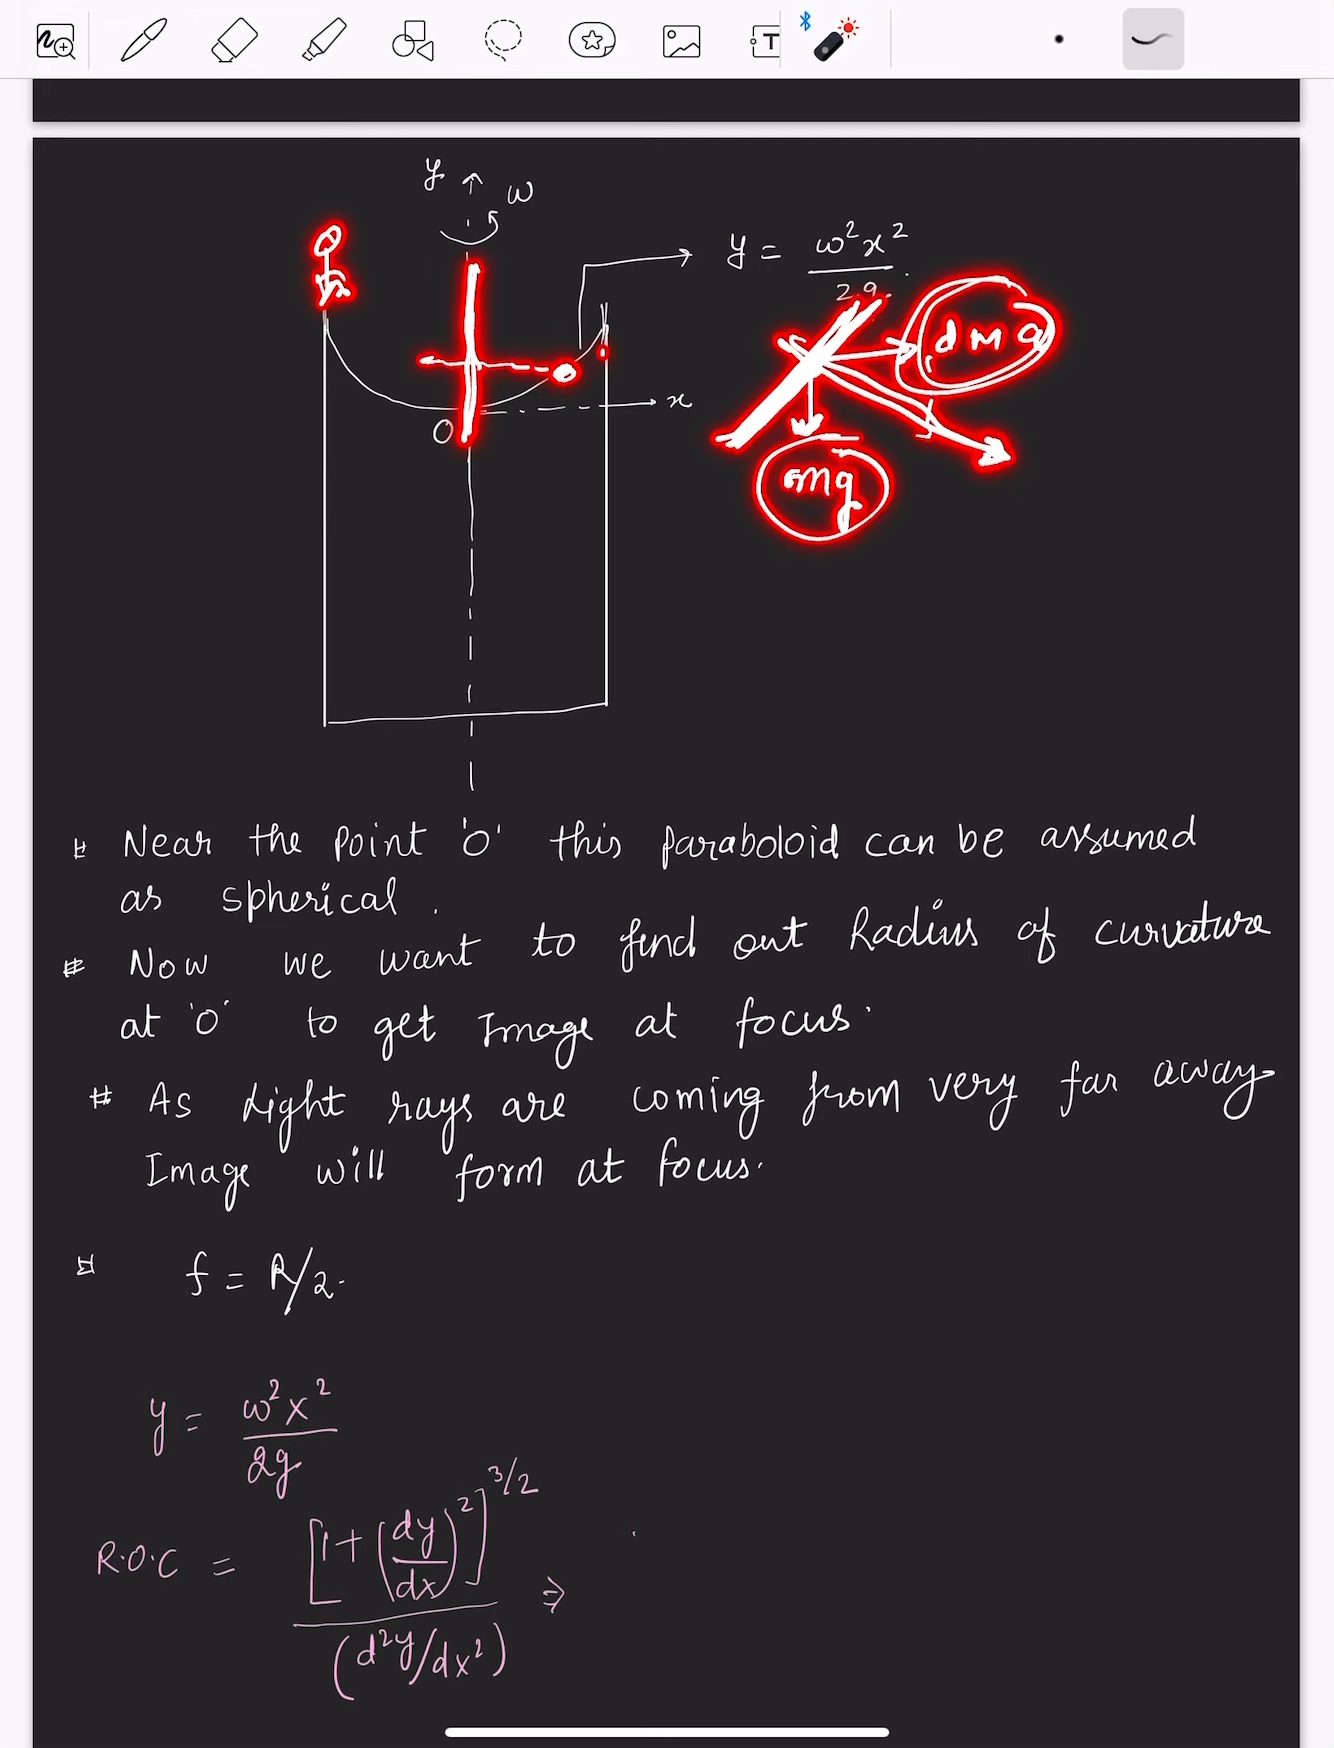 y
ω
y = ω²x² / 2g
dma
mg
x
O
# Near the point 'o' this paraboloid can be assumed
as spherical.
# Now we want to find out Radius of curvature
at 'o' to get Image at focus.
# As Light rays are coming from very far away
Image will form at focus.
# f = R/2.
y = ω²x² / 2g
R.O.C = [1+(dy/dx)²]^3/2 / (d²y/dx²) ⇒